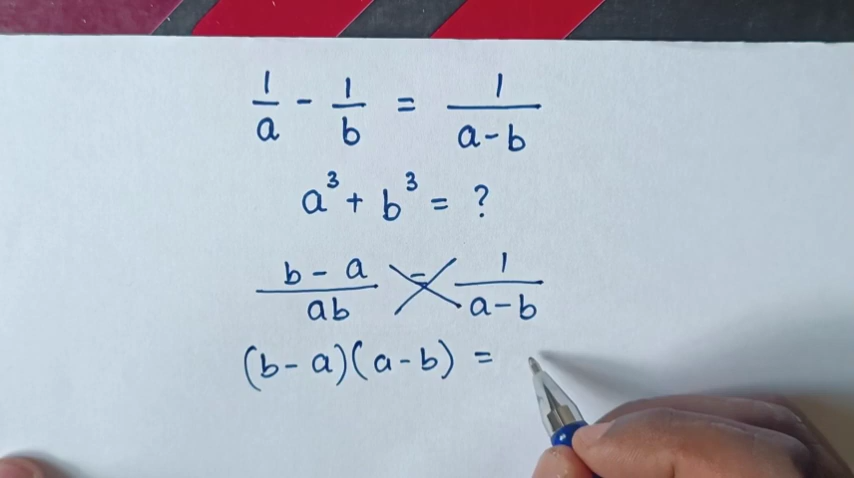 1/a - 1/b = 1/(a-b)
a³ + b³ = ?
(b-a)/(ab) = 1/(a-b)
(b-a)(a-b) =